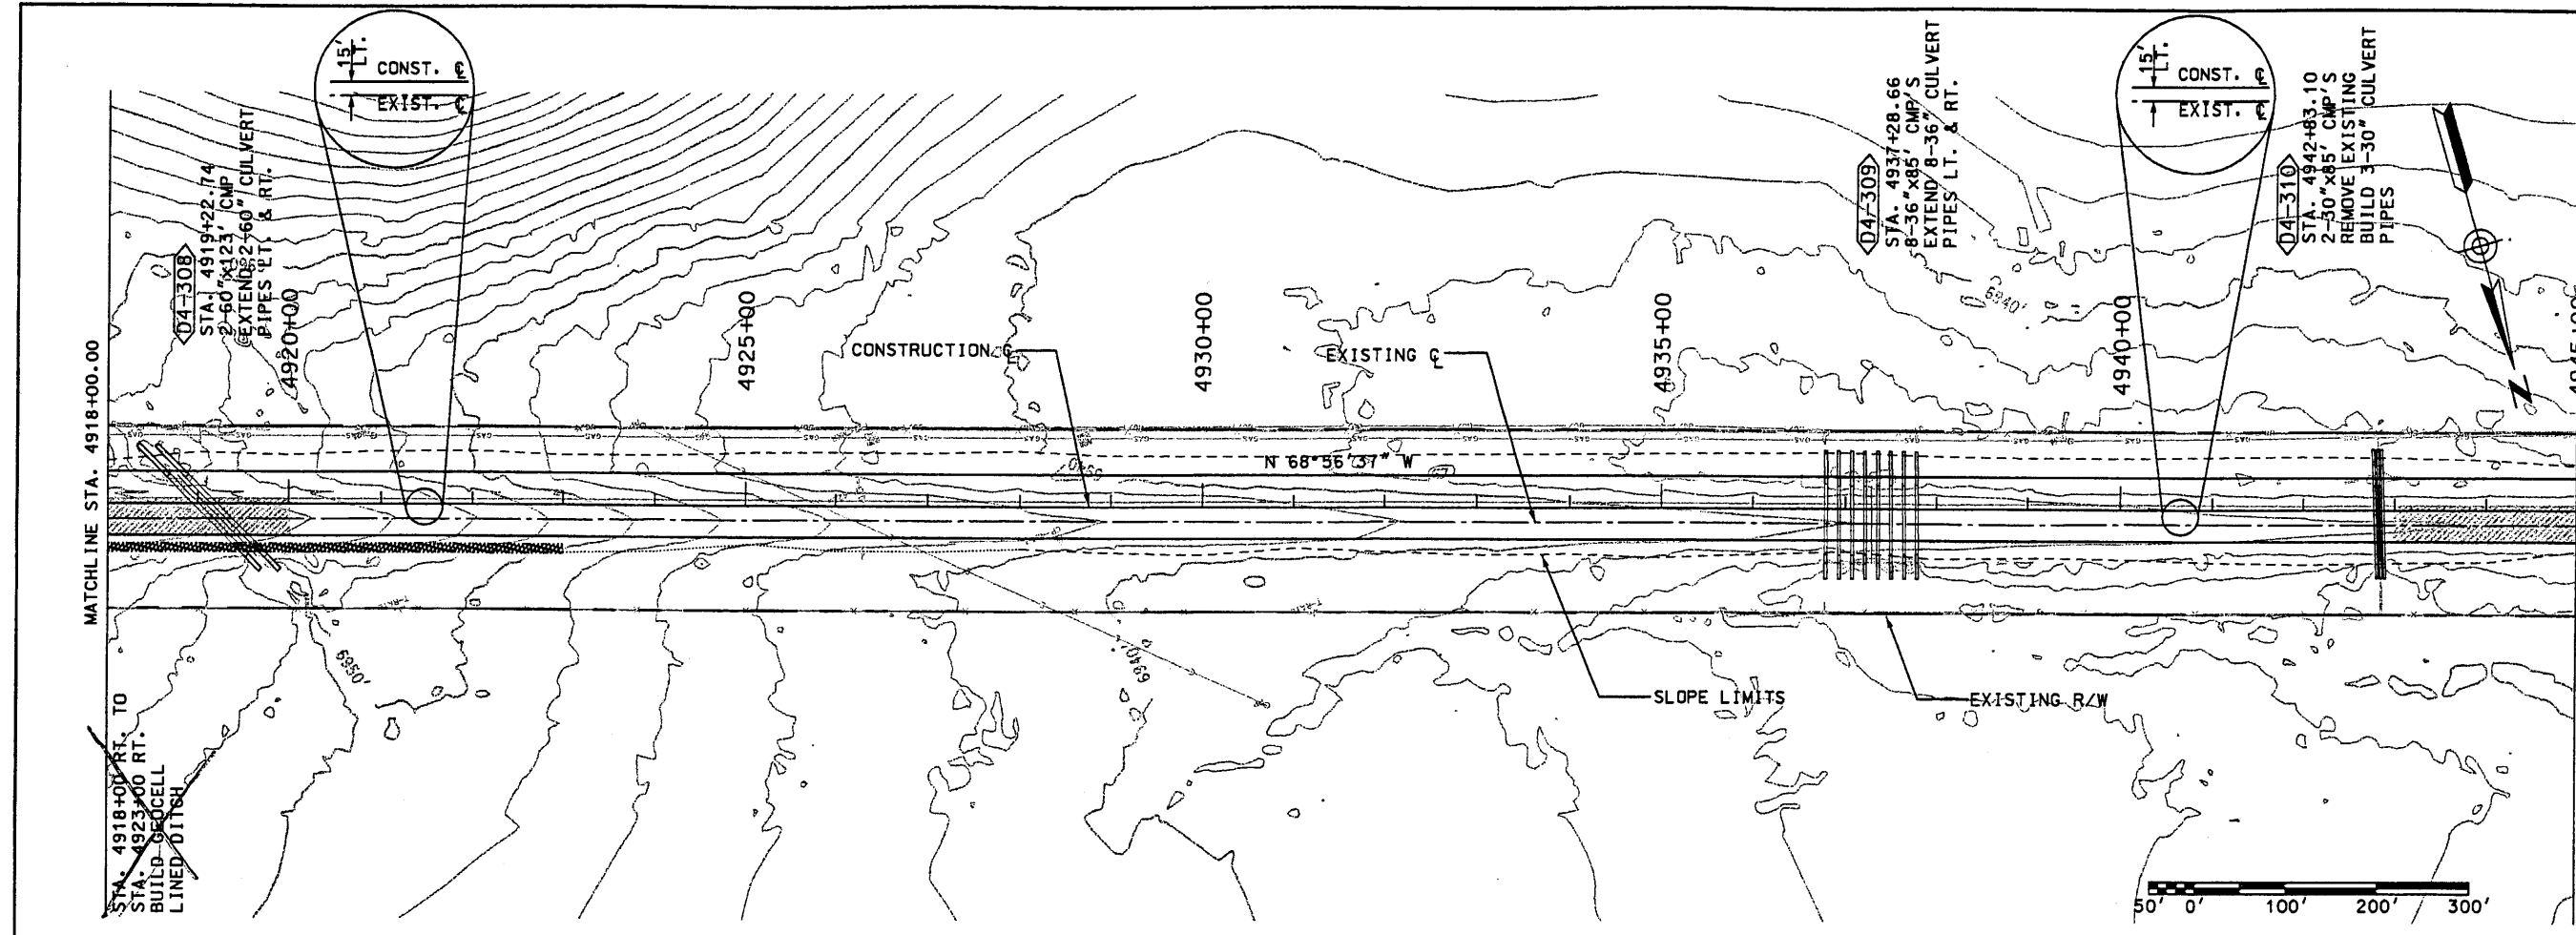 15'
LT.
CONST. ℄
EXIST. ℄
D4-308
STA. 4919+22.74
2-60"x123' CMP
EXTEND 2-60" CULVERT
PIPES LT. & RT.
4920+00
4925+00
4930+00
4935+00
4940+00
MATCHLINE STA. 4918+00.00
CONSTRUCTION ℄
EXISTING ℄
D4-309
STA. 4937+28.66
8-36"x85' CMP'S
EXTEND 8-36" CULVERT
PIPES LT. & RT.
15'
LT.
CONST. ℄
EXIST. ℄
D4-310
STA. 4942+83.10
2-30"x85' CMP'S
REMOVE EXISTING
BUILD 3-30" CULVERT
PIPES
6940'
N
N 68°56'37" W
GAS
6950'
6940'
SLOPE LIMITS
EXISTING R/W
STA. 4918+00 RT. TO
STA. 4923+00 RT.
BUILD GEOCELL
LINED DITCH
50' 0' 100' 200' 300'